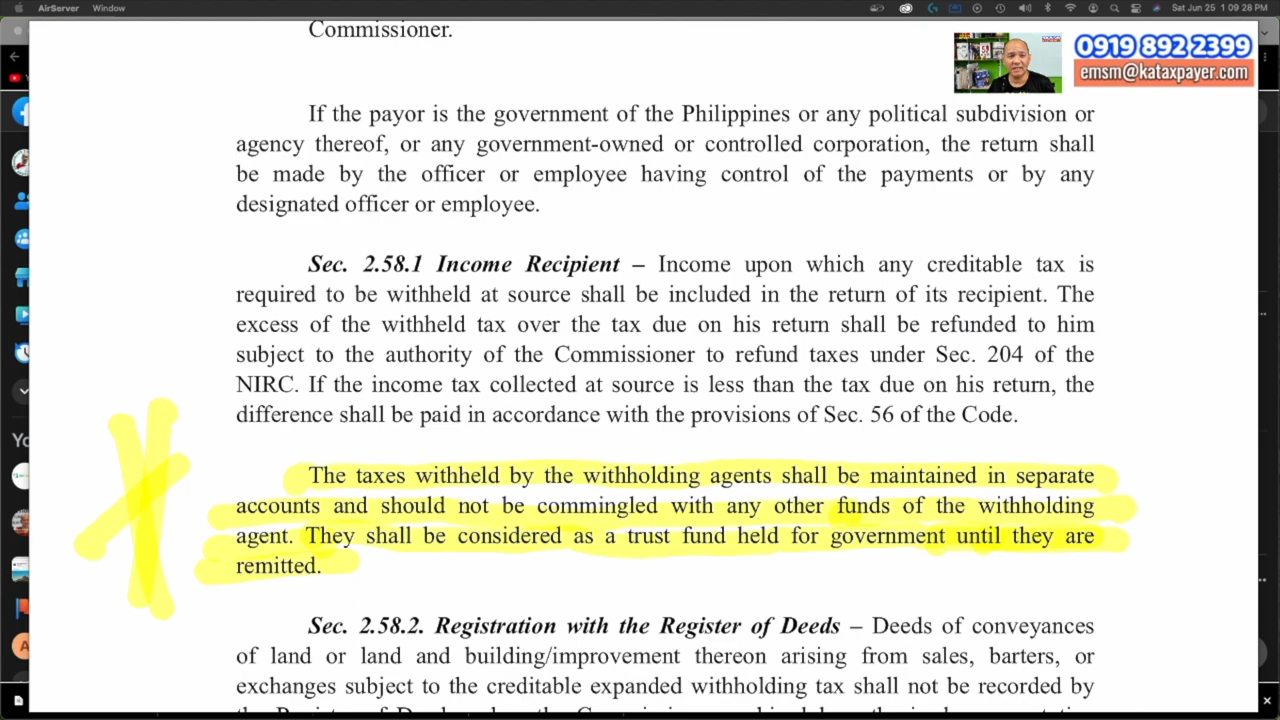 AirServer Window
Sat Jun 25 1 09:28 PM
Commissioner.
0919 892 2399
emsm@kataxpayer.com
If the payor is the government of the Philippines or any political subdivision or
agency thereof, or any government-owned or controlled corporation, the return shall
be made by the officer or employee having control of the payments or by any
designated officer or employee.
Sec. 2.58.1 Income Recipient – Income upon which any creditable tax is
required to be withheld at source shall be included in the return of its recipient. The
excess of the withheld tax over the tax due on his return shall be refunded to him
subject to the authority of the Commissioner to refund taxes under Sec. 204 of the
NIRC. If the income tax collected at source is less than the tax due on his return, the
difference shall be paid in accordance with the provisions of Sec. 56 of the Code.
Yo
The taxes withheld by the withholding agents shall be maintained in separate
accounts and should not be commingled with any other funds of the withholding
agent. They shall be considered as a trust fund held for government until they are
remitted.
Sec. 2.58.2. Registration with the Register of Deeds – Deeds of conveyances
of land or land and building/improvement thereon arising from sales, barters, or
exchanges subject to the creditable expanded withholding tax shall not be recorded by